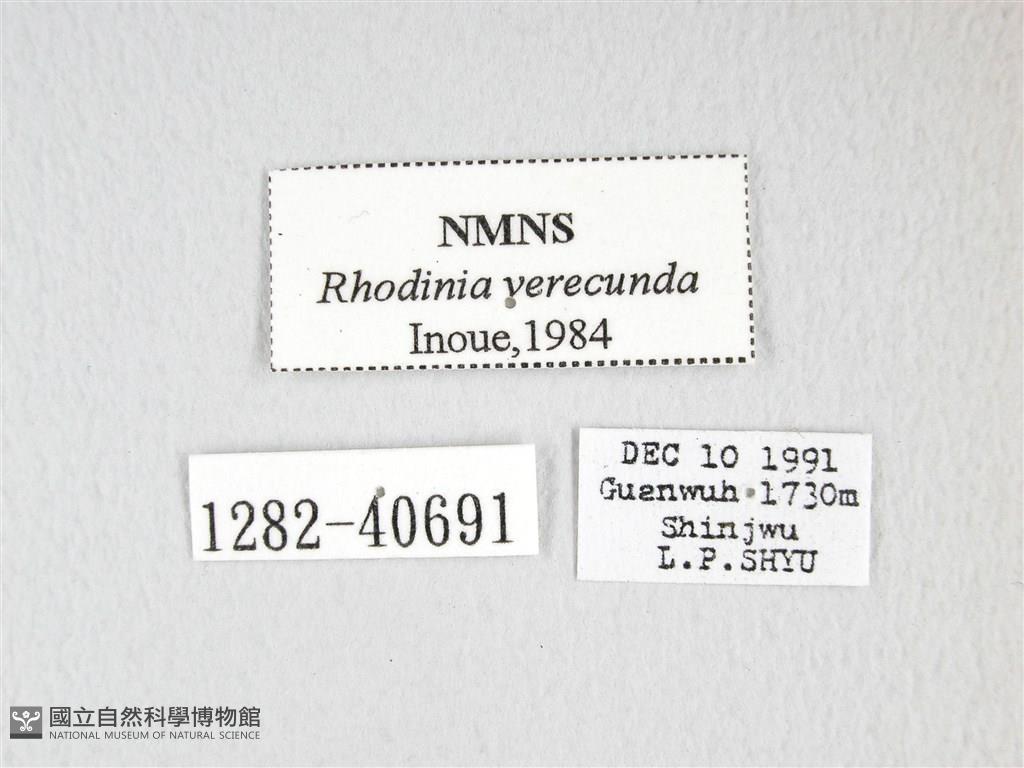 NMNS
Rhodinia verecunda
Inoue,1984
1282-40691
DEC 10 1991
Guanwuh 1730m
Shinjwu
L.P.SHYU
國立自然科學博物館
NATIONAL MUSEUM OF NATURAL SCIENCE